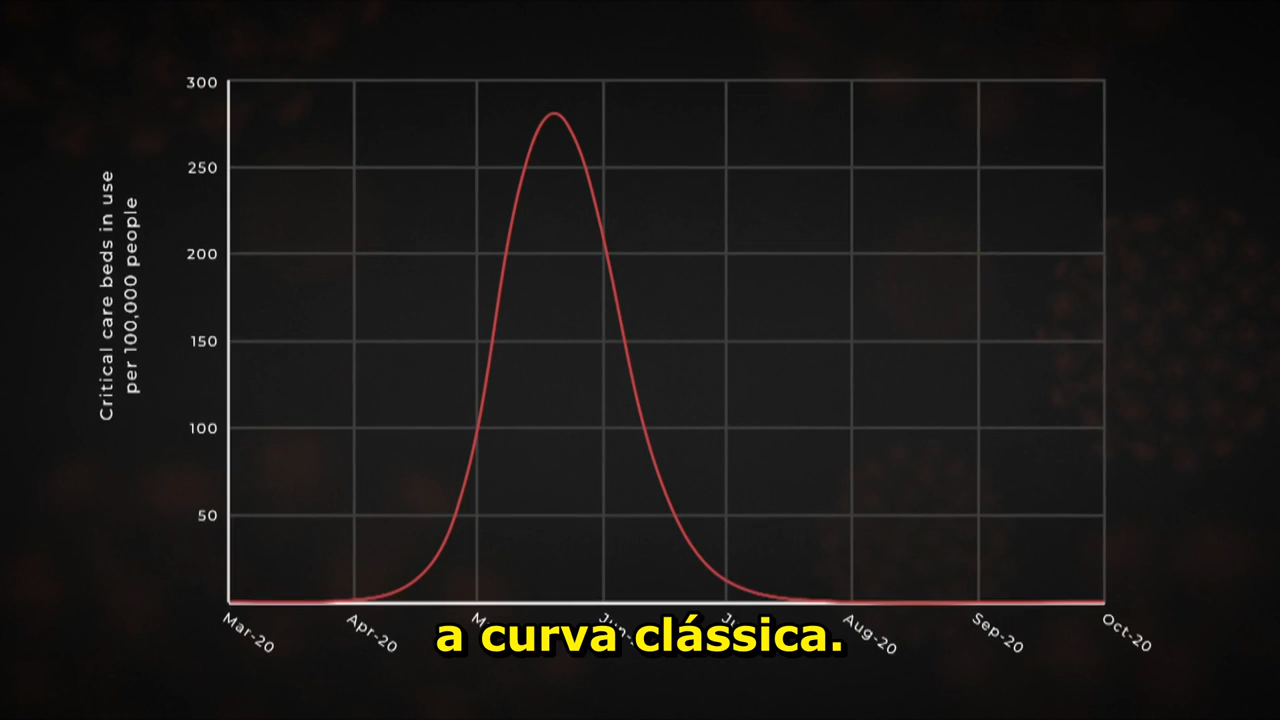 Critical care beds in use
per 100,000 people
300
250
200
150
100
50
Mar-20
Apr-20
Aug-20
Sep-20
Oct-20
a curva clássica.